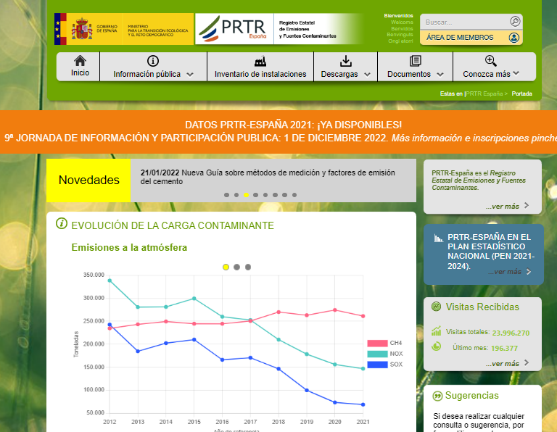 GOBIERNO
DE ESPAÑA
MINISTERIO
PARA LA TRANSICIÓN ECOLÓGICA
Y EL RETO DEMOGRÁFICO
PRTR
España
Registro Estatal
de Emisiones
y Fuentes Contaminantes
Bienvenidos
Welcome
Benvidos
Benvinguts
Ongi etorri
Buscar...
ÁREA DE MIEMBROS
Inicio
Información pública
Inventario de instalaciones
Descargas
Documentos
Conozca más
Estas en |PRTR España > Portada
DATOS PRTR-ESPAÑA 2021: ¡YA DISPONIBLES!
9ª JORNADA DE INFORMACIÓN Y PARTICIPACIÓN PUBLICA: 1 DE DICIEMBRE 2022. Más información e inscripciones pinche
Novedades
21/01/2022 Nueva Guía sobre métodos de medición y factores de emisión
del cemento
EVOLUCIÓN DE LA CARGA CONTAMINANTE
Emisiones a la atmósfera
350.000
300.000
250.000
200.000
150.000
100.000
50.000
Toneladas
2012 2013 2014 2015 2016 2017 2018 2019 2020 2021
Año de referencia
CH4
NOX
SOX
PRTR-España es el Registro
Estatal de Emisiones y Fuentes
Contaminantes.
...ver más
PRTR-ESPAÑA EN EL
PLAN ESTADÍSTICO
NACIONAL (PEN 2021-
2024).
...ver más
Visitas Recibidas
Visitas totales: 23,996,270
Último mes: 196,377
...ver más
Sugerencias
Si desea realizar cualquier
consulta o sugerencia, por